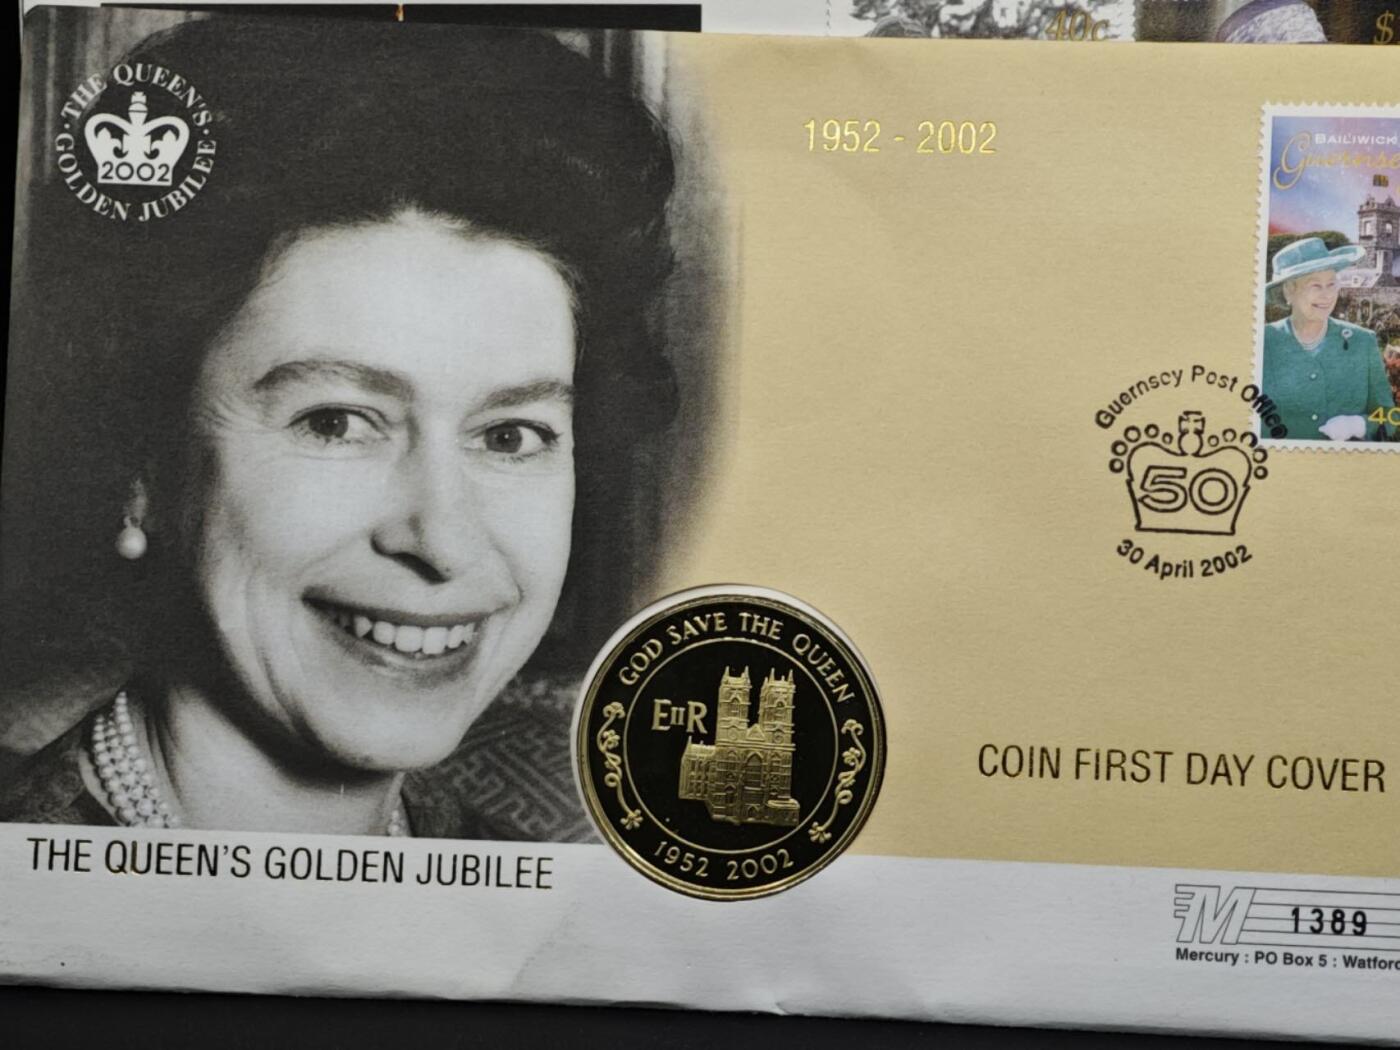 40c
$
THE QUEEN'S
GOLDEN JUBILEE
2002
1952 - 2002
BAILIWICK
Guernsey Post Office
50
30 April 2002
GOD SAVE THE QUEEN
EIIR
1952 2002
COIN FIRST DAY COVER
THE QUEEN'S GOLDEN JUBILEE
M
1389
Mercury : PO Box 5 :